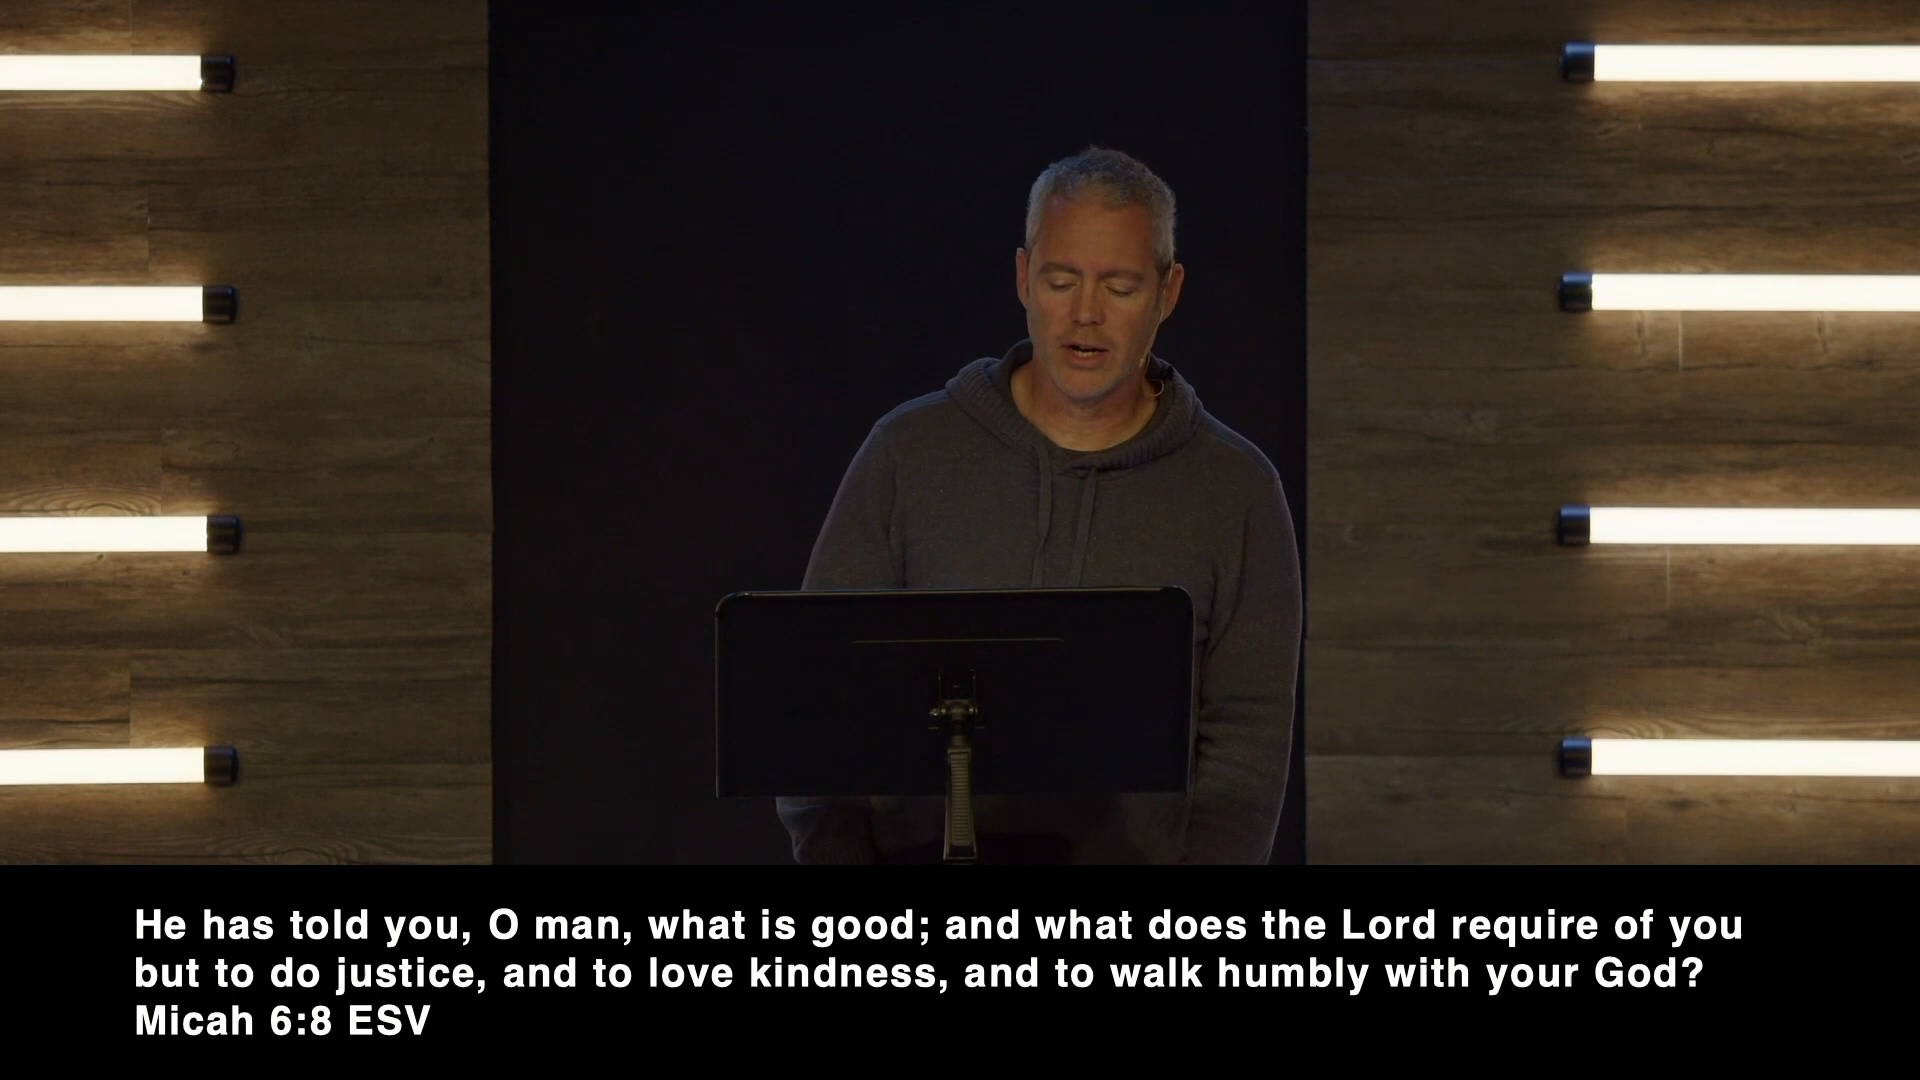 He has told you, O man, what is good; and what does the Lord require of you
but to do justice, and to love kindness, and to walk humbly with your God?
Micah 6:8 ESV